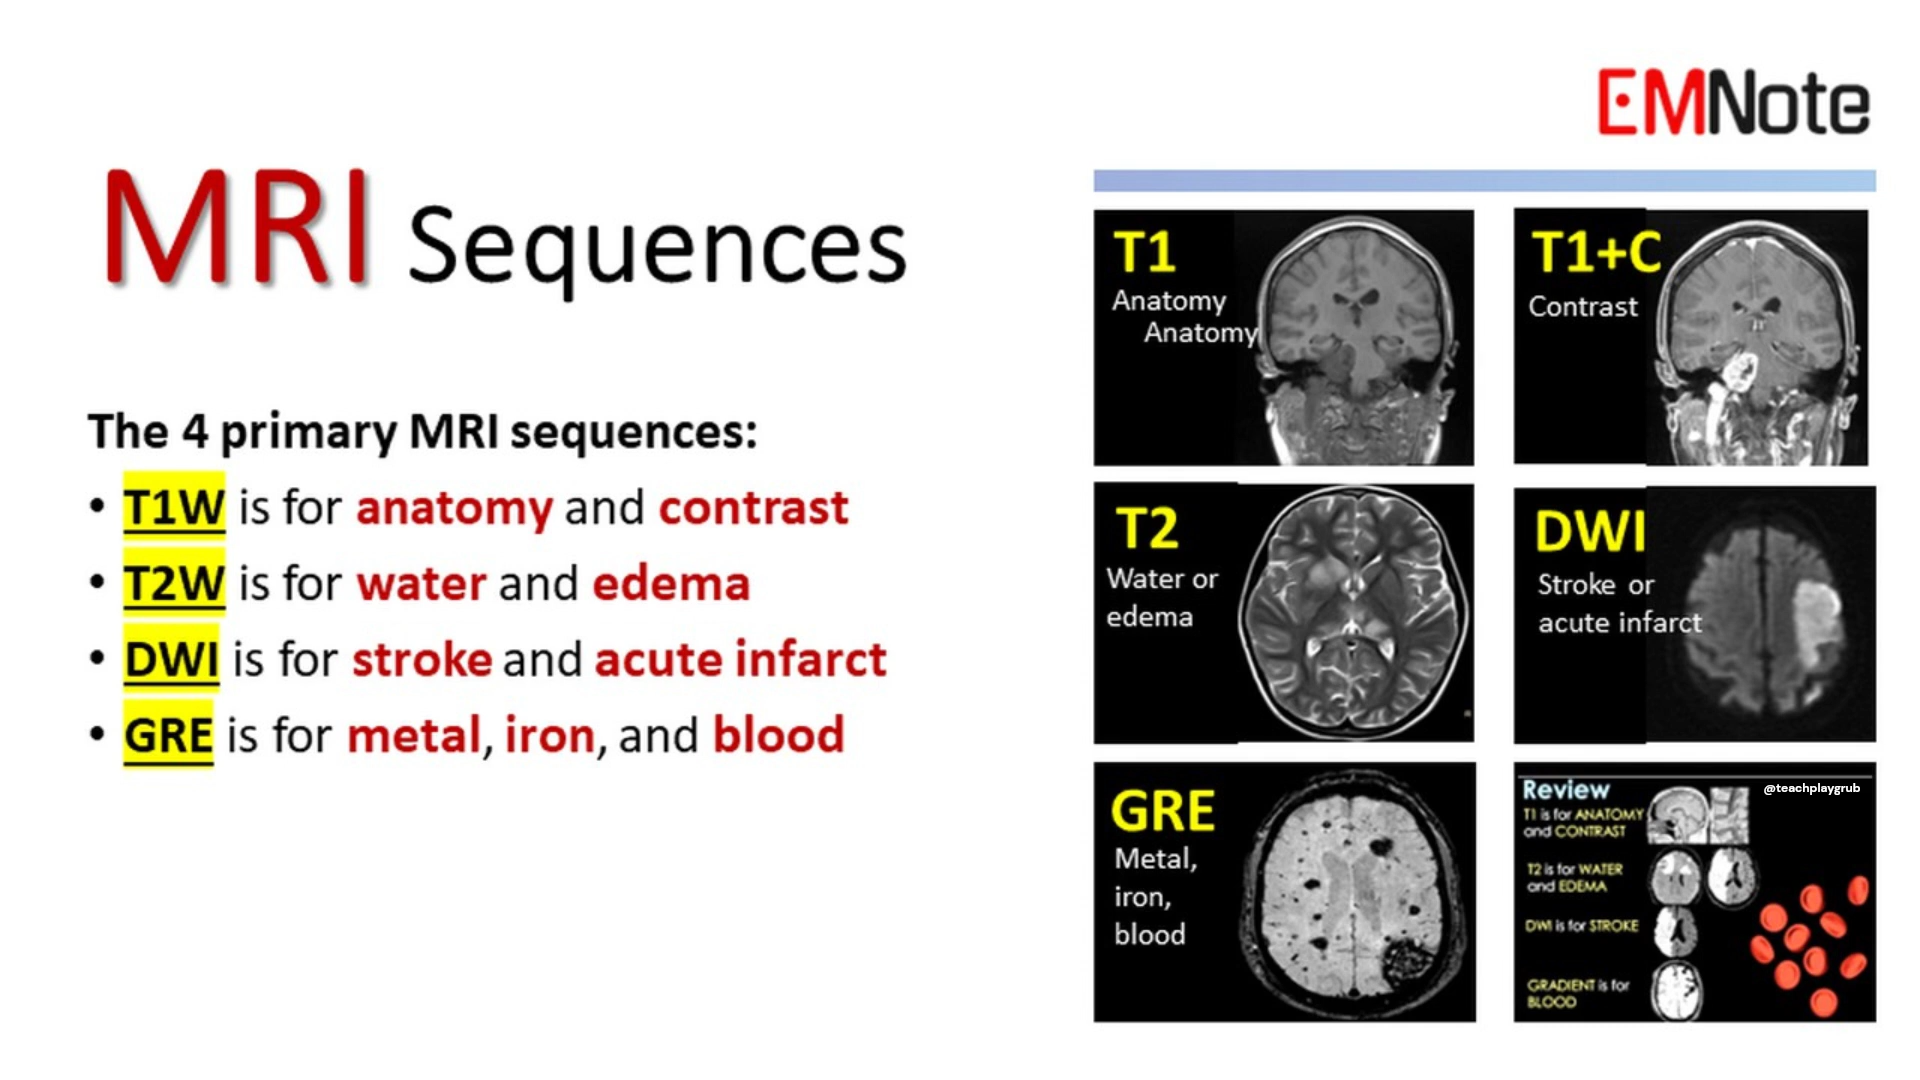 EMNote
MRI Sequences
The 4 primary MRI sequences:
• T1W is for anatomy and contrast
• T2W is for water and edema
• DWI is for stroke and acute infarct
• GRE is for metal, iron, and blood
T1
Anatomy
Anatomy
T1+C
Contrast
T2
Water or
edema
DWI
Stroke or
acute infarct
GRE
Metal,
iron,
blood
Review
@teachplaygrub
T1 is for ANATOMY
and CONTRAST
T2 is for WATER
and EDEMA
DWI is for STROKE
GRADIENT is for
BLOOD